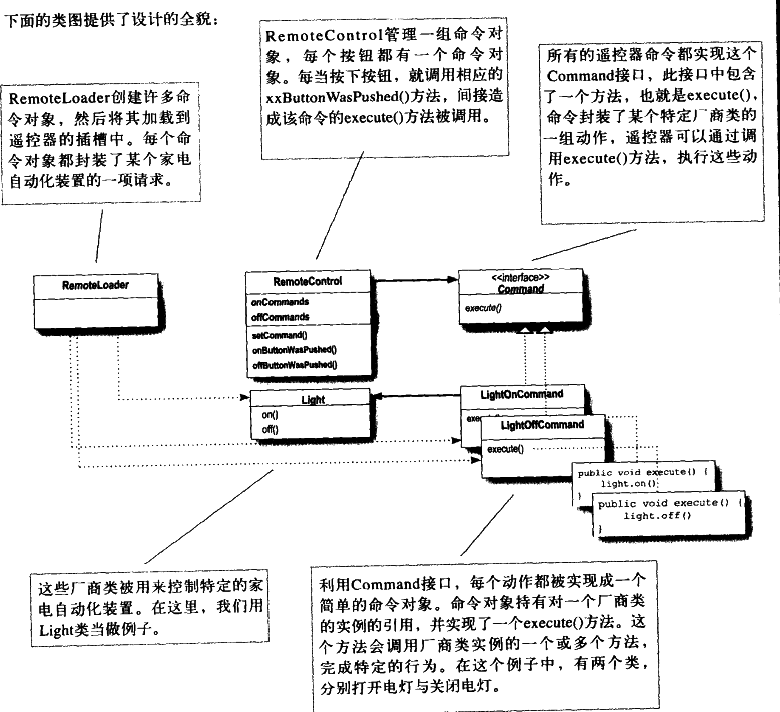 下面的类图提供了设计的全貌：
RemoteControl管理一组命令对
象，每个按钮都有一个命令对
象。每当按下按钮，就调用相应的
xxButtonWasPushed()方法，间接造
成该命令的execute()方法被调用。
所有的遥控器命令都实现这个
Command接口，此接口中包含
了一个方法，也就是execute()，
命令封装了某个特定厂商类的
一组动作，遥控器可以通过调
用execute()方法，执行这些动
作。
RemoteLoader创建许多命
令对象，然后将其加载到
遥控器的插槽中。每个命
令对象都封装了某个家电
自动化装置的一项请求。
RemoteLoader
RemoteControl
onCommands
offCommands
setCommand()
onButtonWasPushed()
offButtonWasPushed()
<<interface>>
Command
execute()
Light
on()
off()
LightOnCommand
LightOffCommand
execute()
public void execute() {
light.on()
}
public void execute() {
light.off()
}
这些厂商类被用来控制特定的家
电自动化装置。在这里，我们用
Light类当做例子。
利用Command接口，每个动作都被实现成一个
简单的命令对象。命令对象持有对一个厂商类
的实例的引用，并实现了一个execute()方法。这
个方法会调用厂商类实例的一个或多个方法，
完成特定的行为。在这个例子中，有两个类，
分别打开电灯与关闭电灯。